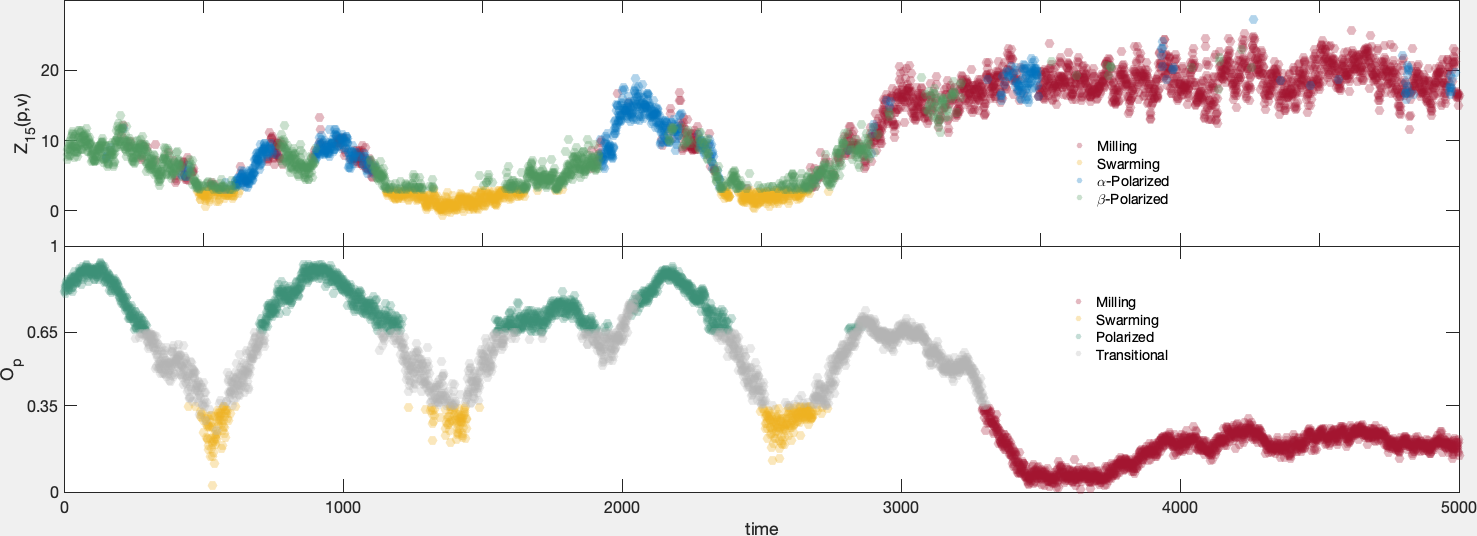 Z15(p,v)
20
10
0
Milling
Swarming
α-Polarized
β-Polarized
Op
1
0.65
0.35
0
Milling
Swarming
Polarized
Transitional
0 1000 2000 3000 4000 5000
time